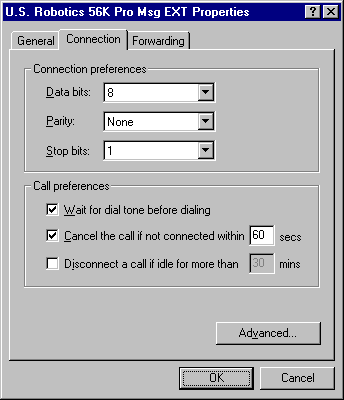 U.S. Robotics 56K Pro Msg EXT Properties ? ×
General Connection Forwarding
Connection preferences
Data bits: 8
Parity: None
Stop bits: 1
Call preferences
Wait for dial tone before dialing
Cancel the call if not connected within 60 secs
Disconnect a call if idle for more than 30 mins
Advanced...
OK Cancel